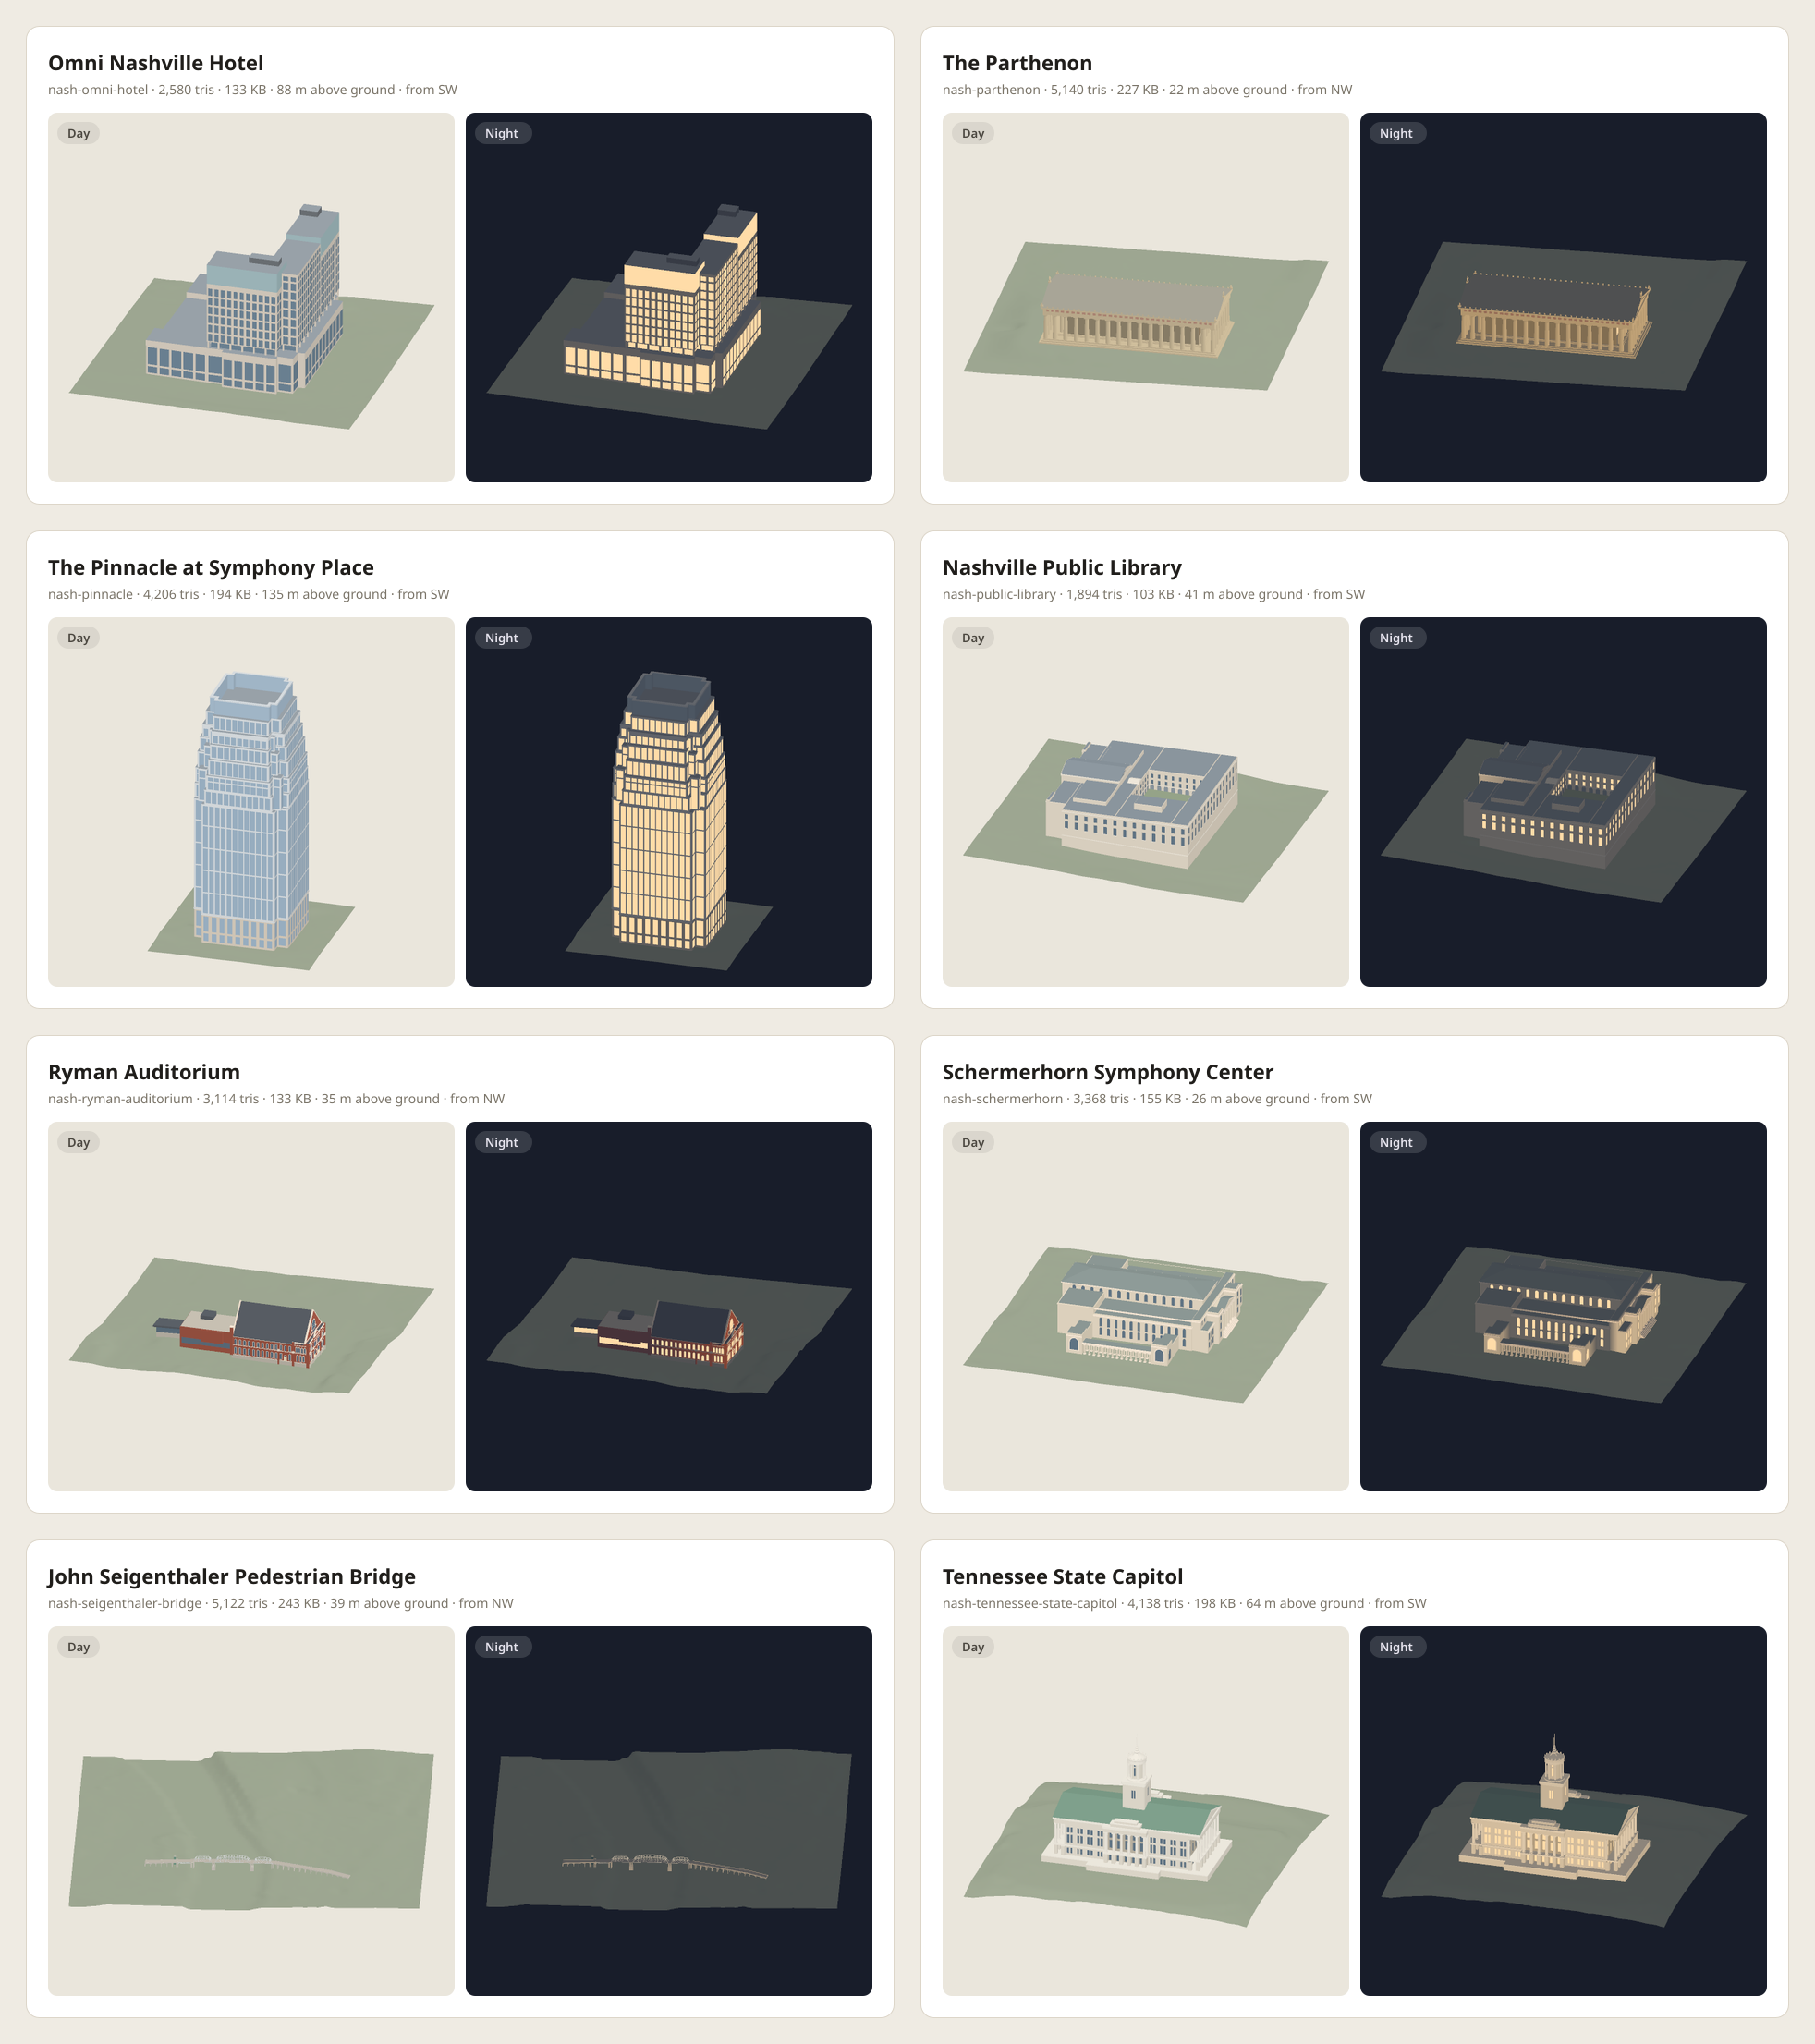 Omni Nashville Hotel
nash-omni-hotel · 2,580 tris · 133 KB · 88 m above ground · from SW
Day
Night
The Parthenon
nash-parthenon · 5,140 tris · 227 KB · 22 m above ground · from NW
Day
Night
The Pinnacle at Symphony Place
nash-pinnacle · 4,206 tris · 194 KB · 135 m above ground · from SW
Day
Night
Nashville Public Library
nash-public-library · 1,894 tris · 103 KB · 41 m above ground · from SW
Day
Night
Ryman Auditorium
nash-ryman-auditorium · 3,114 tris · 133 KB · 35 m above ground · from NW
Day
Night
Schermerhorn Symphony Center
nash-schermerhorn · 3,368 tris · 155 KB · 26 m above ground · from SW
Day
Night
John Seigenthaler Pedestrian Bridge
nash-seigenthaler-bridge · 5,122 tris · 243 KB · 39 m above ground · from NW
Day
Night
Tennessee State Capitol
nash-tennessee-state-capitol · 4,138 tris · 198 KB · 64 m above ground · from SW
Day
Night